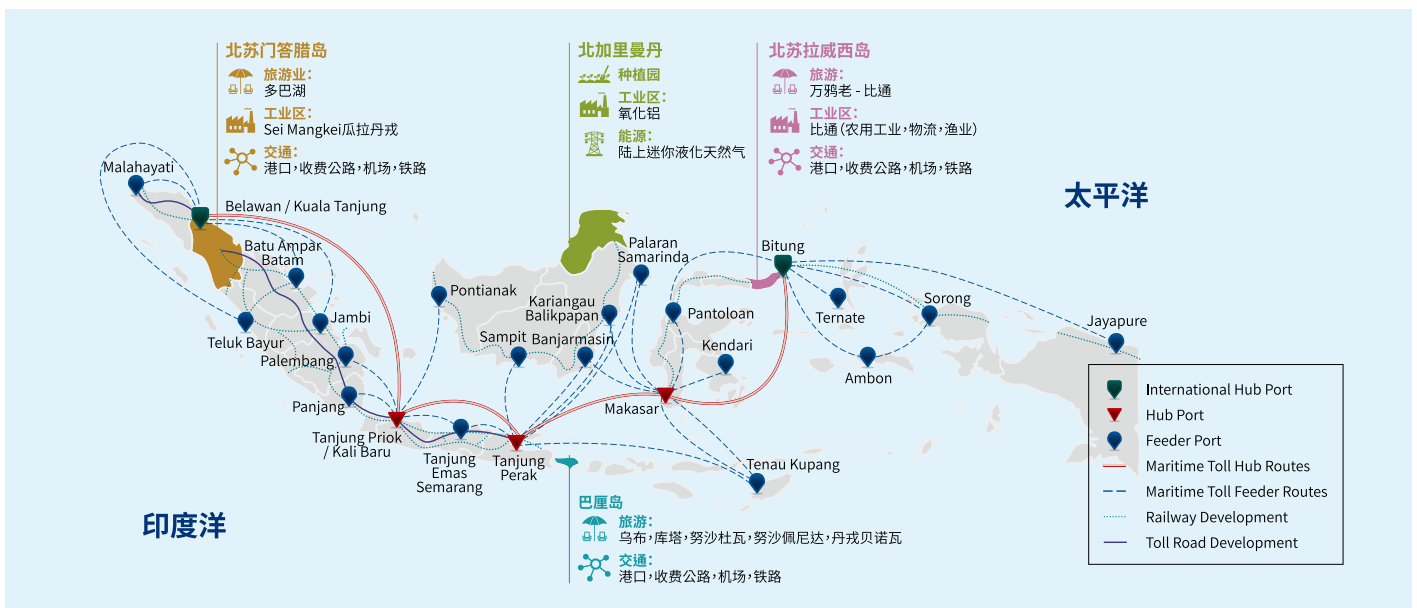 北苏门答腊岛
旅游业：
多巴湖
工业区：
Sei Mangkei瓜拉丹戎
交通：
港口，收费公路，机场，铁路
北加里曼丹
种植园
工业区：
氧化铝
能源：
陆上迷你液化天然气
北苏拉威西岛
旅游：
万鸦老 - 比通
工业区：
比通（农用工业，物流，渔业）
交通：
港口，收费公路，机场，铁路
太平洋
Malahayati
Belawan / Kuala Tanjung
Batu Ampar
Batam
Teluk Bayur
Jambi
Palembang
Panjang
Tanjung Priok
/ Kali Baru
Tanjung
Emas
Semarang
Tanjung
Perak
Pontianak
Sampit
Banjarmasin
Kariangau
Balikpapan
Palaran
Samarinda
Pantoloan
Kendari
Makasar
Bitung
Ternate
Ambon
Sorong
Jayapure
Tenau Kupang
印度洋
巴厘岛
旅游：
乌布，库塔，努沙杜瓦，努沙佩尼达，丹戎贝诺瓦
交通：
港口，收费公路，机场，铁路
International Hub Port
Hub Port
Feeder Port
Maritime Toll Hub Routes
Maritime Toll Feeder Routes
Railway Development
Toll Road Development